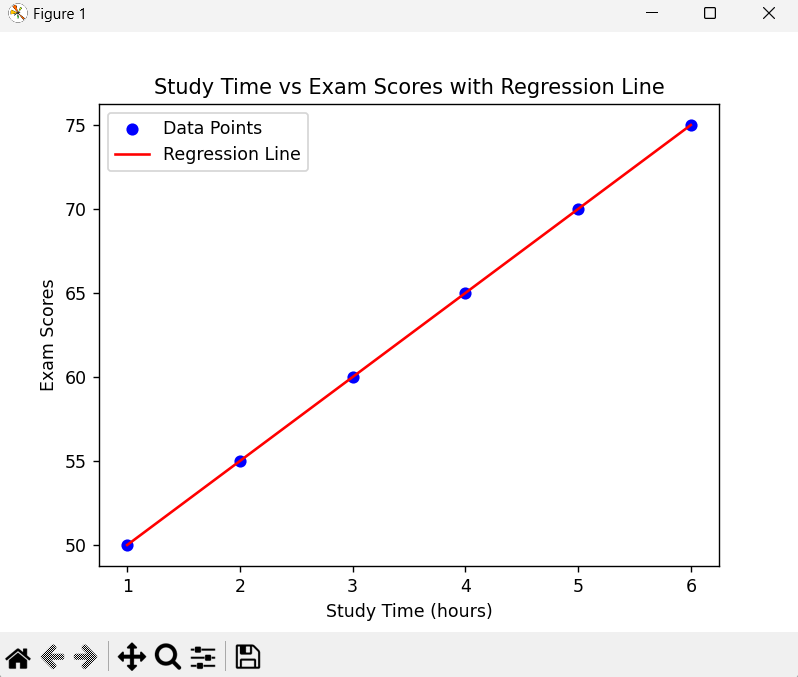 Figure 1
Study Time vs Exam Scores with Regression Line
Data Points
Regression Line
75
70
65
60
55
50
Exam Scores
1 2 3 4 5 6
Study Time (hours)